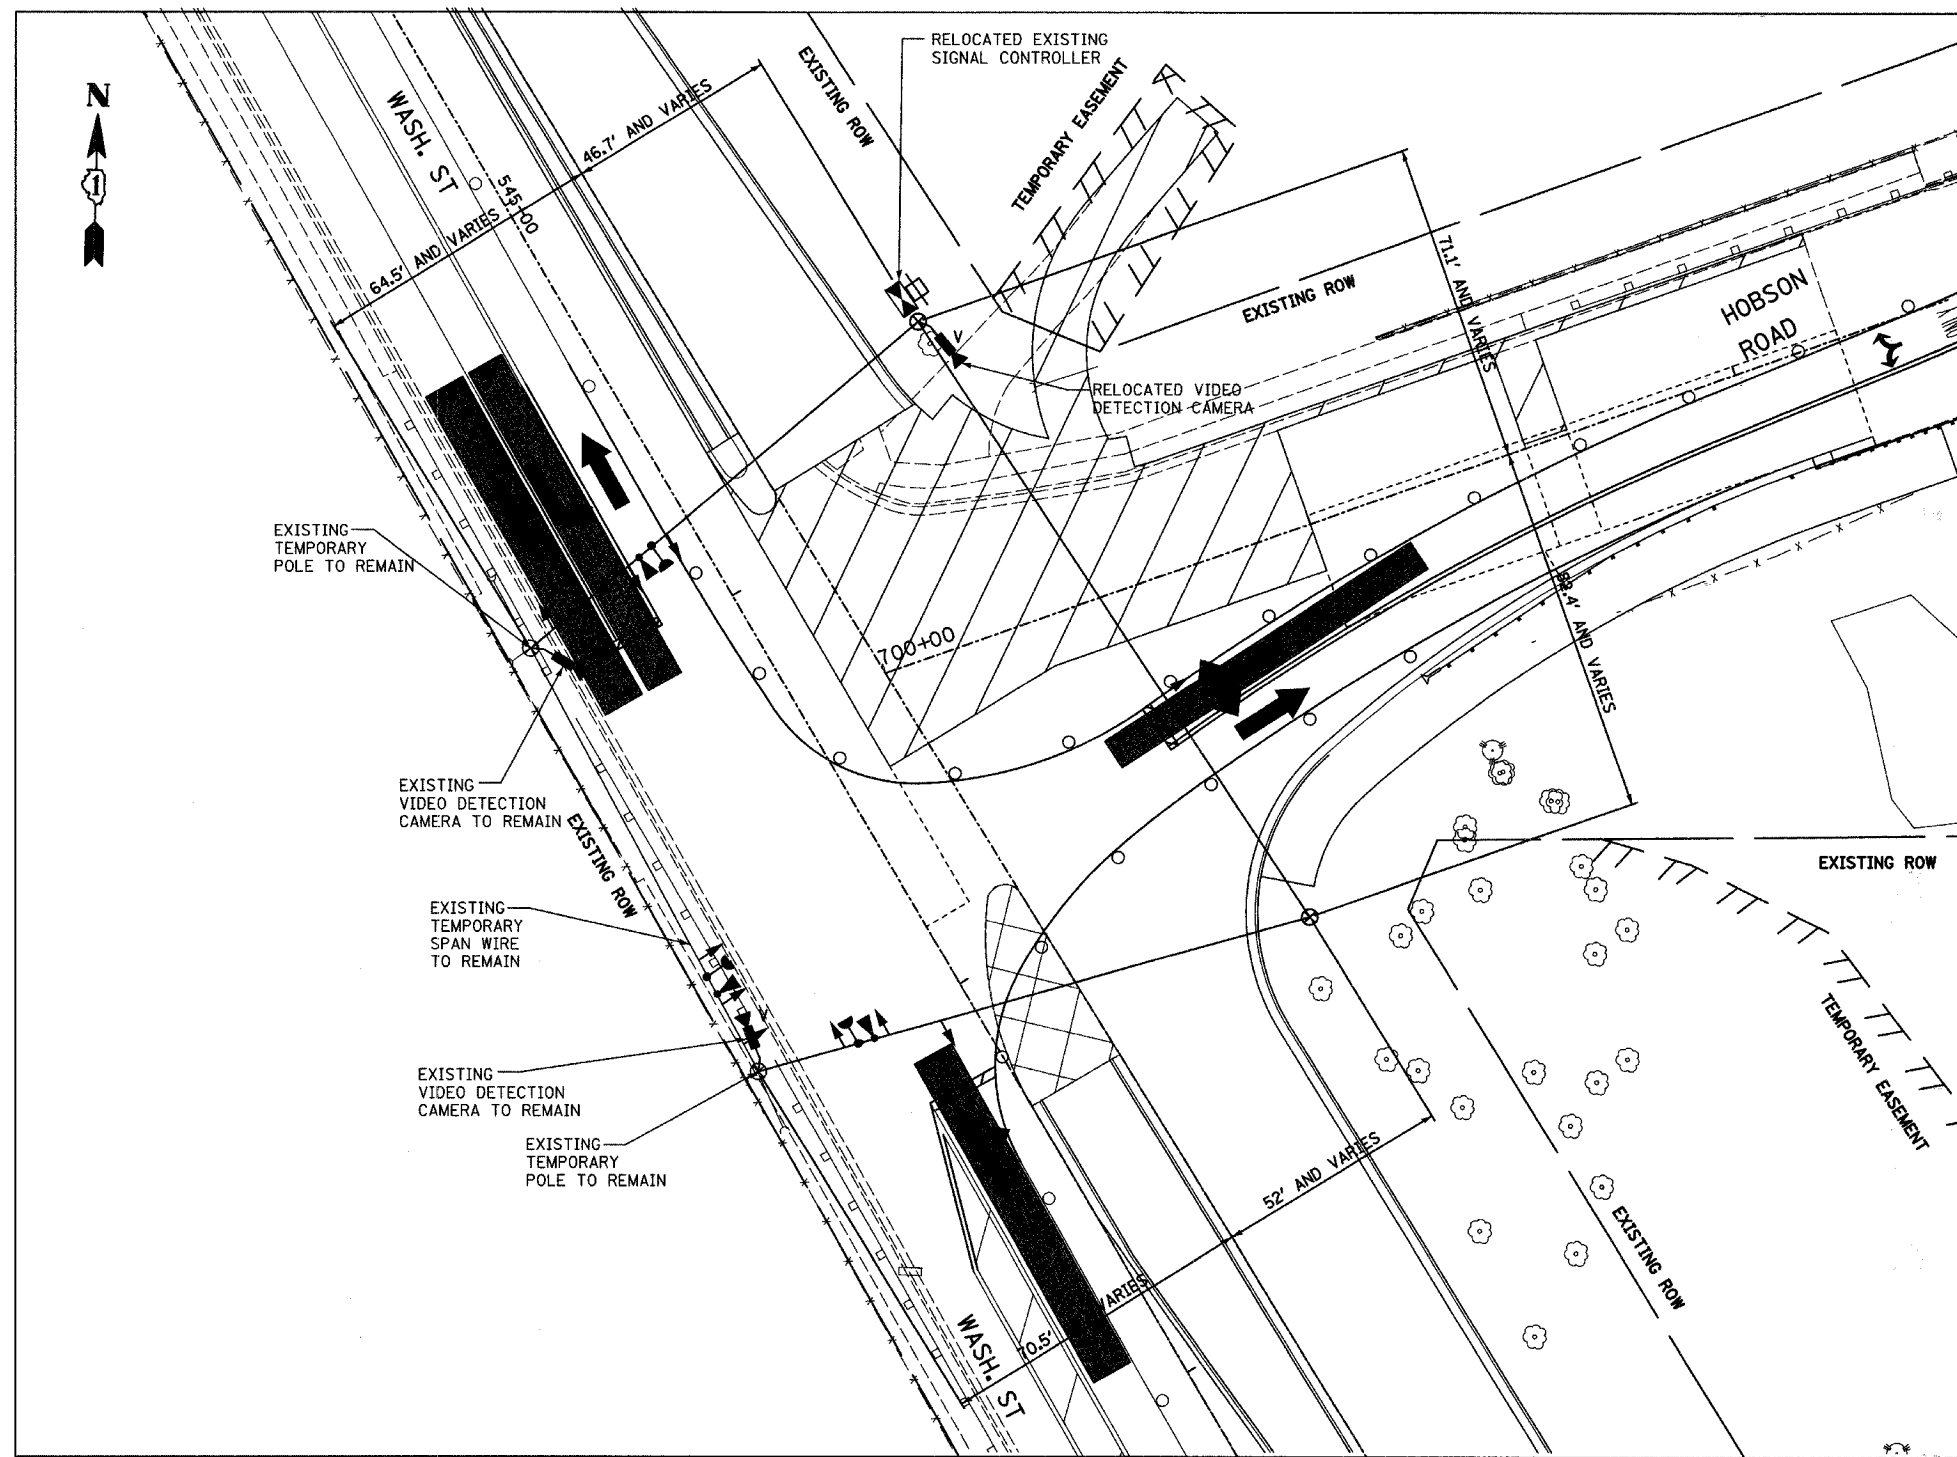 RELOCATED EXISTING
SIGNAL CONTROLLER
N
1
WASH. ST
545+00
64.5' AND VARIES
46.7' AND VARIES
EXISTING ROW
TEMPORARY EASEMENT
EXISTING ROW
71.1' AND VARIES
HOBSON
ROAD
RELOCATED VIDEO
DETECTION CAMERA
V
EXISTING
TEMPORARY
POLE TO REMAIN
700+00
AND VARIES
EXISTING
VIDEO DETECTION
CAMERA TO REMAIN
EXISTING ROW
EXISTING ROW
EXISTING
TEMPORARY
SPAN WIRE
TO REMAIN
TEMPORARY EASEMENT
EXISTING
VIDEO DETECTION
CAMERA TO REMAIN
EXISTING
TEMPORARY
POLE TO REMAIN
52' AND VARIES
EXISTING ROW
70.5'
VARIES
WASH. ST